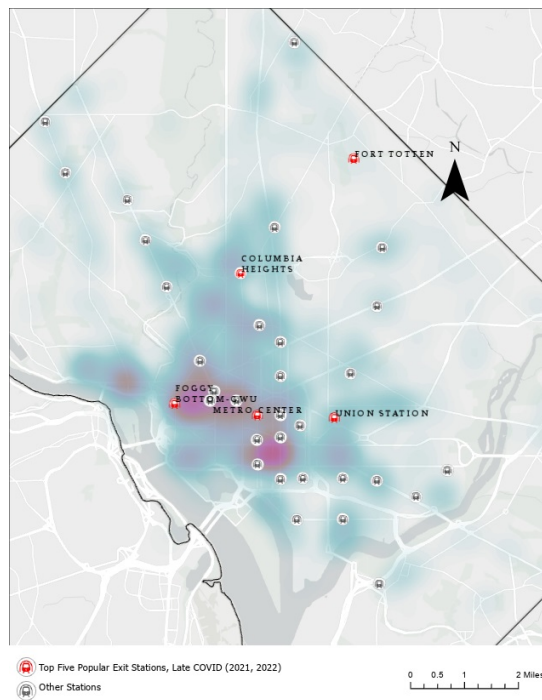 N
FORT TOTTEN
COLUMBIA
HEIGHTS
FOGGY
BOTTOM-GWU
METRO CENTER
UNION STATION
Top Five Popular Exit Stations, Late COVID (2021, 2022)
Other Stations
0 0.5 1 2 Miles